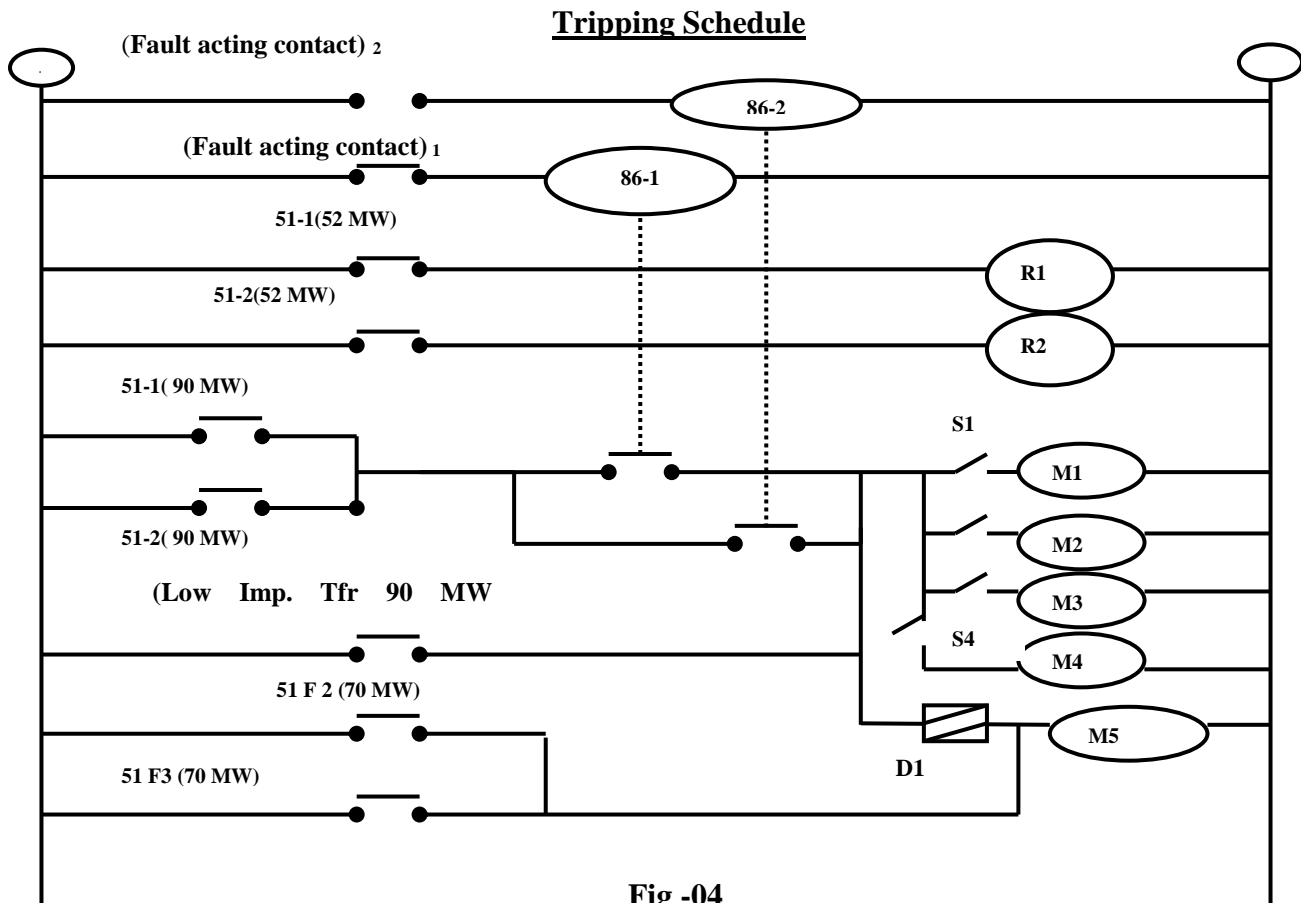 Tripping Schedule
(Fault acting contact) 2
86-2
(Fault acting contact) 1
86-1
51-1(52 MW)
R1
51-2(52 MW)
R2
51-1( 90 MW)
S1
M1
51-2( 90 MW)
M2
(Low Imp. Tfr 90 MW
M3
S4
M4
51 F 2 (70 MW)
M5
D1
51 F3 (70 MW)
Fig -04